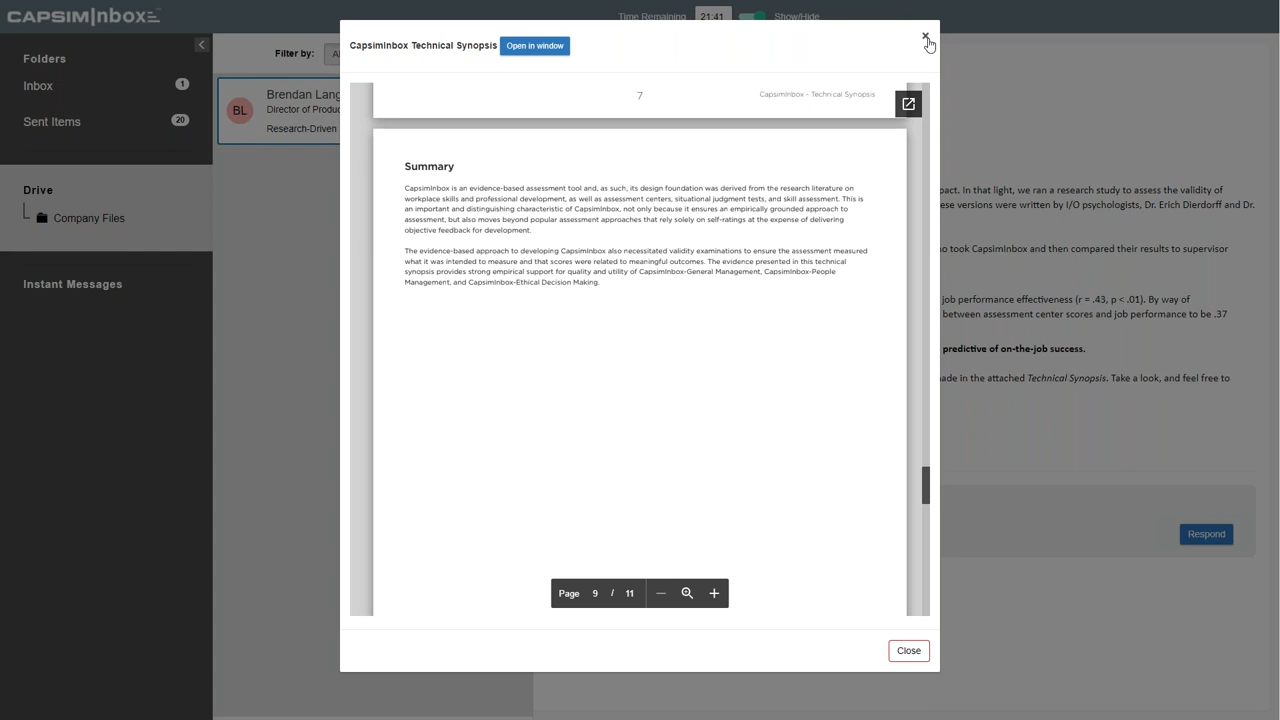 CAPSIM Inbox
Time Remaining 21:41 Show/Hide
CapsimInbox Technical Synopsis Open in window
×
Folders
Filter by:
Inbox 1
Brendan Lang
BL
Director of Produc
Sent Items 20
Research-Driven
Drive
Company Files
Instant Messages
7
CapsimInbox - Technical Synopsis
Summary
CapsimInbox is an evidence-based assessment tool and, as such, its design foundation was derived from the research literature on
workplace skills and professional development, as well as assessment centers, situational judgment tests, and skill assessment. This is
an important and distinguishing characteristic of CapsimInbox, not only because it ensures an empirically grounded approach to
assessment, but also moves beyond popular assessment approaches that rely solely on self-ratings at the expense of delivering
objective feedback for development.
The evidence-based approach to developing CapsimInbox also necessitated validity examinations to ensure the assessment measured
what it was intended to measure and that scores were related to meaningful outcomes. The evidence presented in this technical
synopsis provides strong empirical support for quality and utility of CapsimInbox-General Management, CapsimInbox-People
Management, and CapsimInbox-Ethical Decision Making.
Page 9 / 11
Close
pact. In that light, we ran a research study to assess the validity of
ese versions were written by I/O psychologists, Dr. Erich Dierdorff and Dr.
ho took CapsimInbox and then compared their results to supervisor
job performance effectiveness (r = .43, p < .01). By way of
between assessment center scores and job performance to be .37
predictive of on-the-job success.
ade in the attached Technical Synopsis. Take a look, and feel free to
Respond